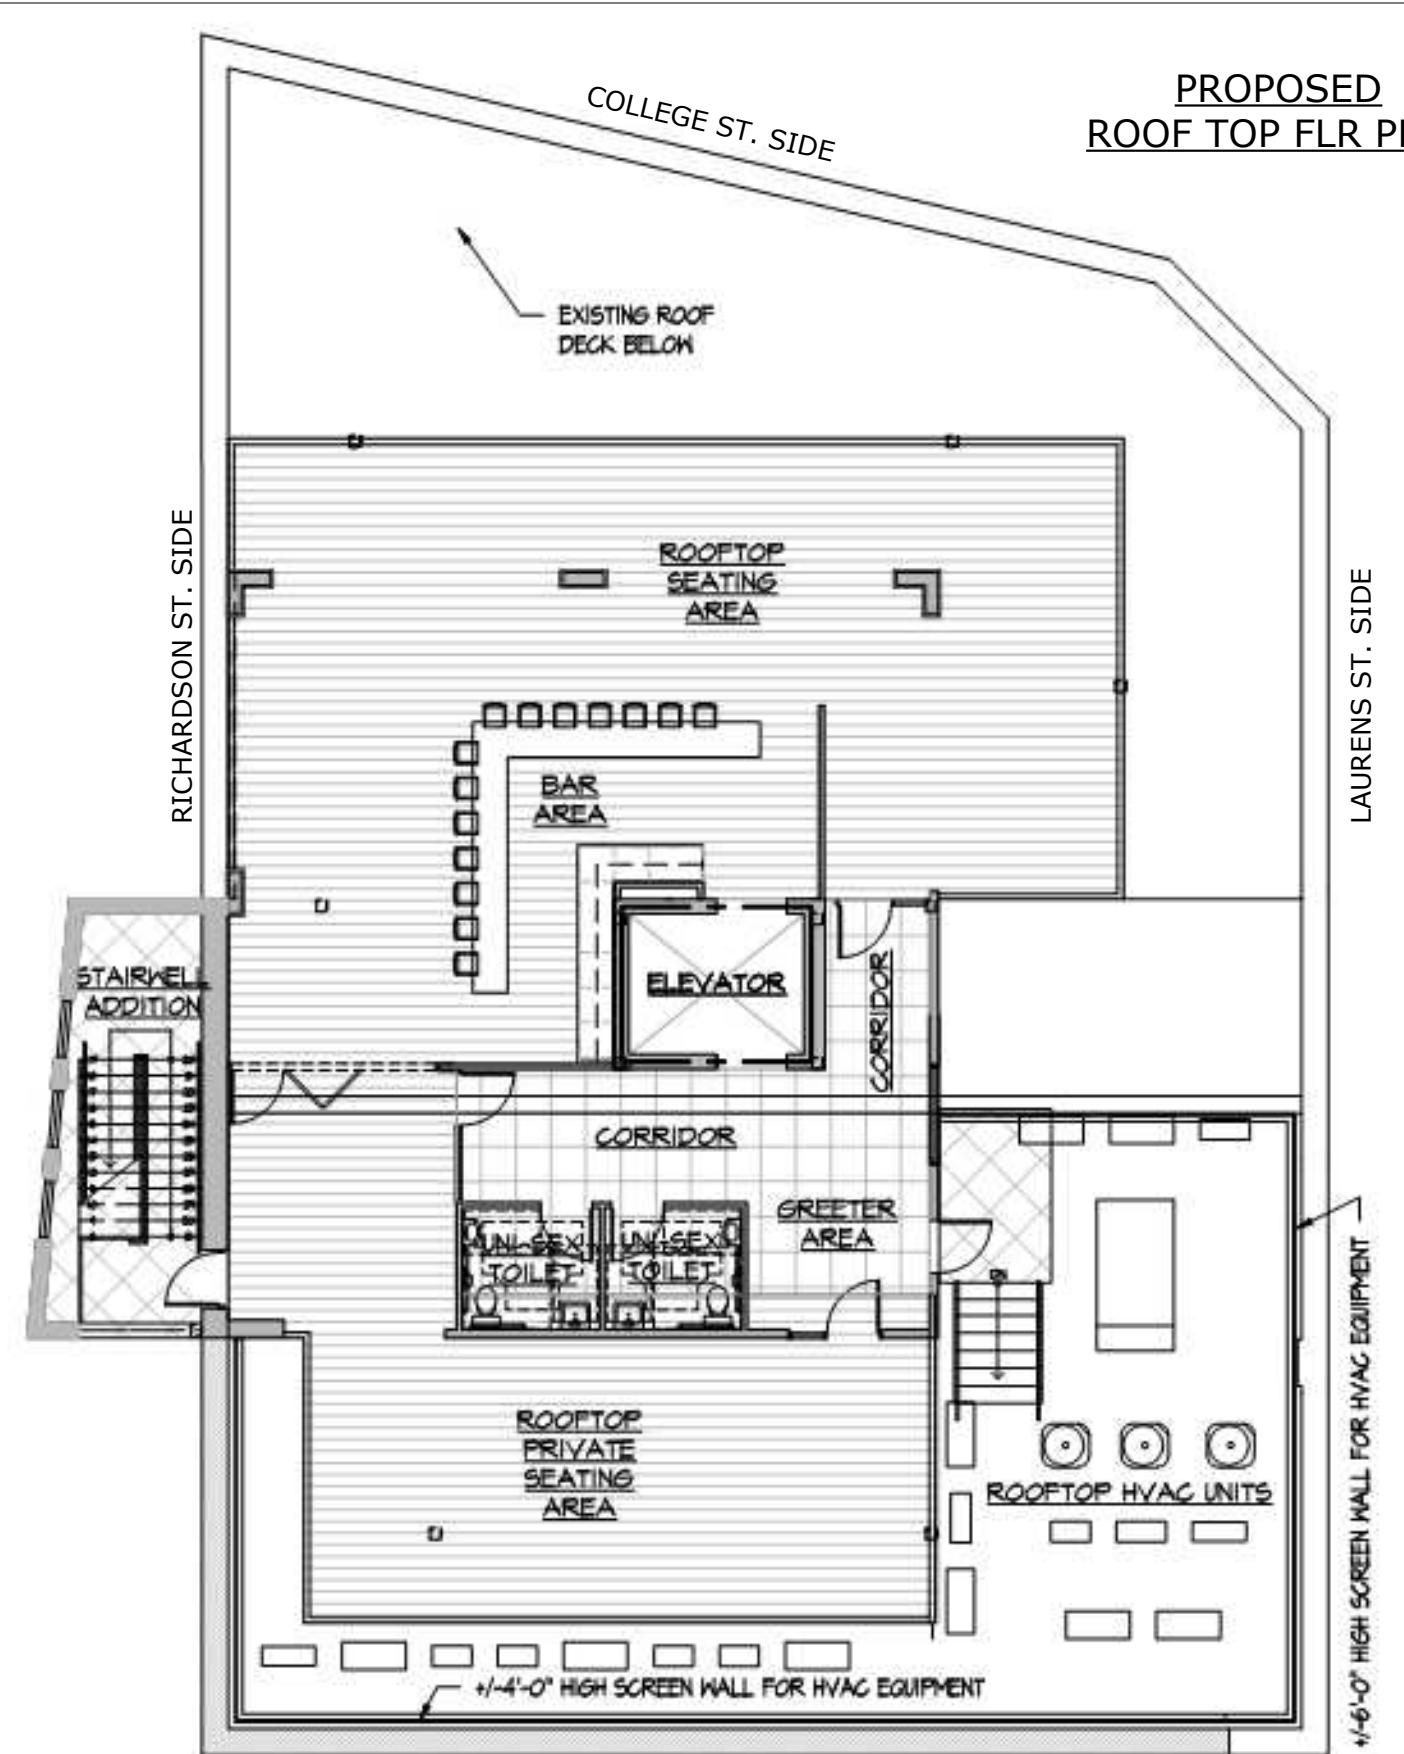 PROPOSED
ROOF TOP FLR
COLLEGE ST. SIDE
EXISTING ROOF
DECK BELOW
RICHARDSON ST. SIDE
ROOFTOP
SEATING
AREA
LAURENS ST. SIDE
BAR
AREA
STAIRWELL
ADDITION
ELEVATOR
CORRIDOR
CORRIDOR
GREETER
AREA
UNI-SEX
TOILET
UNI-SEX
TOILET
ROOFTOP
PRIVATE
SEATING
AREA
ROOFTOP HVAC UNITS
+/-6'-0" HIGH SCREEN WALL FOR HVAC EQUIPMENT
+/-4'-0" HIGH SCREEN WALL FOR HVAC EQUIPMENT